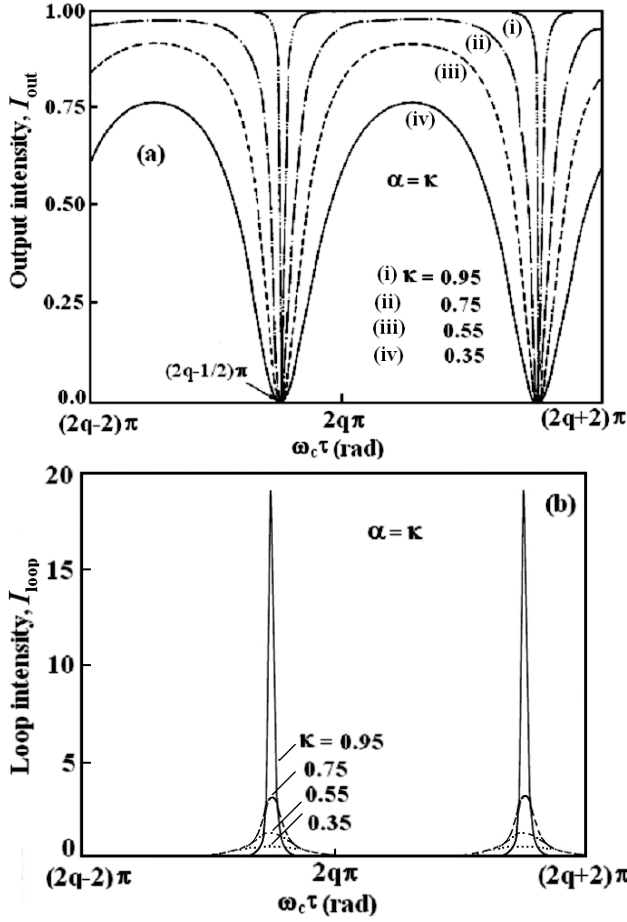 1.00
Output intensity, I_out
0.75
0.50
0.25
0.0
(a)
(i)
(ii)
(iii)
(iv)
α = κ
(i) κ = 0.95
(ii) 0.75
(iii) 0.55
(iv) 0.35
(2q-1/2)π
(2q-2)π
2qπ
(2q+2)π
ω_c τ (rad)
20
(b)
α = κ
15
Loop intensity, I_loop
10
5
κ = 0.95
0.75
0.55
0.35
0
(2q-2)π
2qπ
(2q+2)π
ω_c τ (rad)